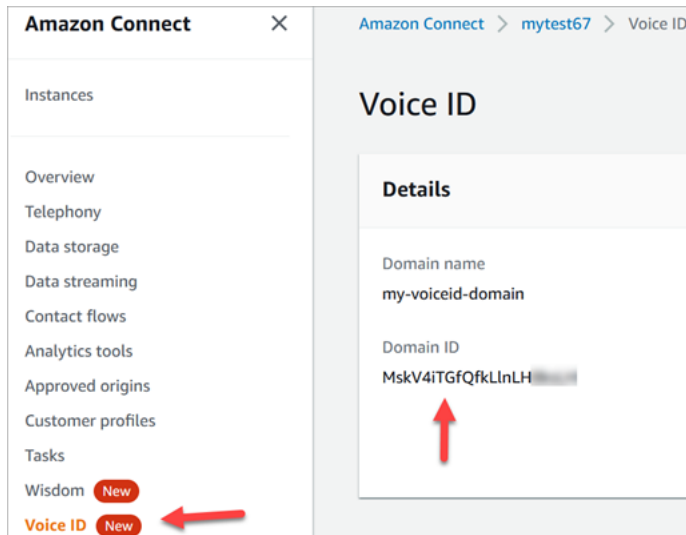 Amazon Connect
Instances
Overview
Telephony
Data storage
Data streaming
Contact flows
Analytics tools
Approved origins
Customer profiles
Tasks
Wisdom New
Voice ID New
Amazon Connect > mytest67 > Voice ID
Voice ID
Details
Domain name
my-voiceid-domain
Domain ID